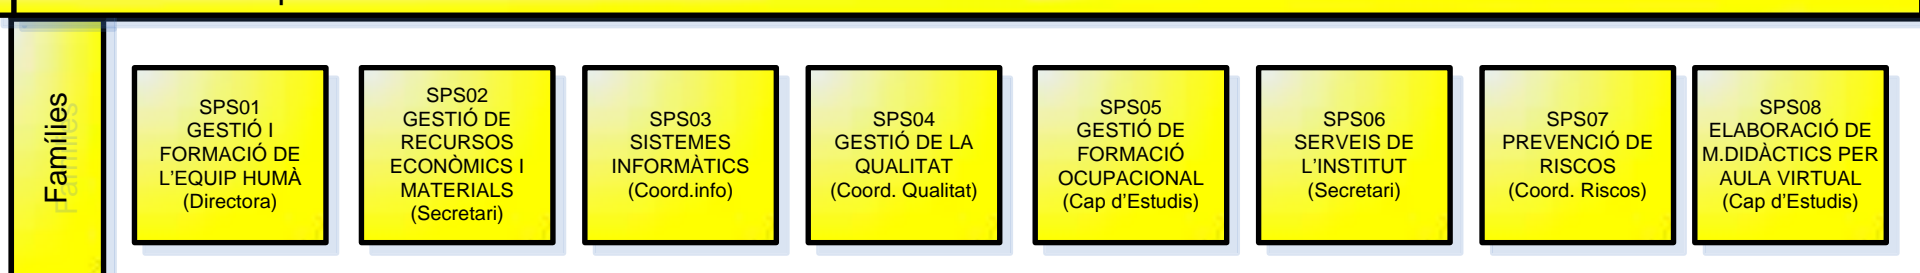 Famílies
SPS01
GESTIÓ I
FORMACIÓ DE
L'EQUIP HUMÀ
(Directora)
SPS02
GESTIÓ DE
RECURSOS
ECONÒMICS I
MATERIALS
(Secretari)
SPS03
SISTEMES
INFORMÀTICS
(Coord.info)
SPS04
GESTIÓ DE LA
QUALITAT
(Coord. Qualitat)
SPS05
GESTIÓ DE
FORMACIÓ
OCUPACIONAL
(Cap d'Estudis)
SPS06
SERVEIS DE
L'INSTITUT
(Secretari)
SPS07
PREVENCIÓ DE
RISCOS
(Coord. Riscos)
SPS08
ELABORACIÓ DE
M.DIDÀCTICS PER
AULA VIRTUAL
(Cap d'Estudis)